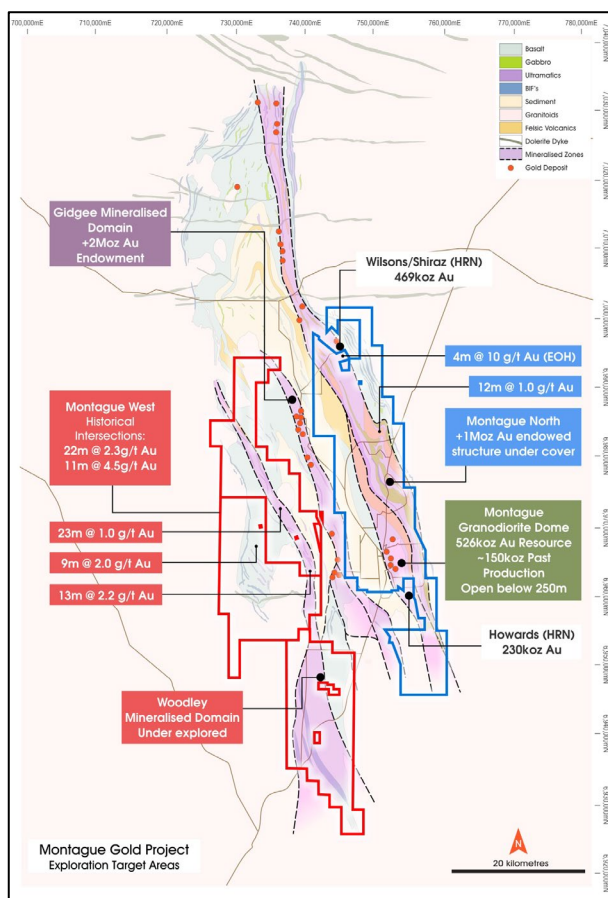 700,000mE
730,000mE
740,000mE
750,000mE
760,000mE
770,000mE
780,000mE
Basalt
Gabbro
Ultramafics
BIF's
Sediment
Granitoids
Felsic Volcanics
Dolerite Dyke
Mineralised Zones
Gold Deposit
Gidgee Mineralised
Domain
+2Moz Au
Endowment
Wilsons/Shiraz (HRN)
469koz Au
4m @ 10 g/t Au (EOH)
12m @ 1.0 g/t Au
Montague West
Historical
Intersections:
22m @ 2.3g/t Au
11m @ 4.5g/t Au
Montague North
+1Moz Au endowed
structure under cover
23m @ 1.0 g/t Au
9m @ 2.0 g/t Au
13m @ 2.2 g/t Au
Montague
Granodiorite Dome
526koz Au Resource
~150koz Past
Production
Open below 250m
Howards (HRN)
230koz Au
Woodley
Mineralised Domain
Under explored
Montague Gold Project
Exploration Target Areas
N
20 kilometres